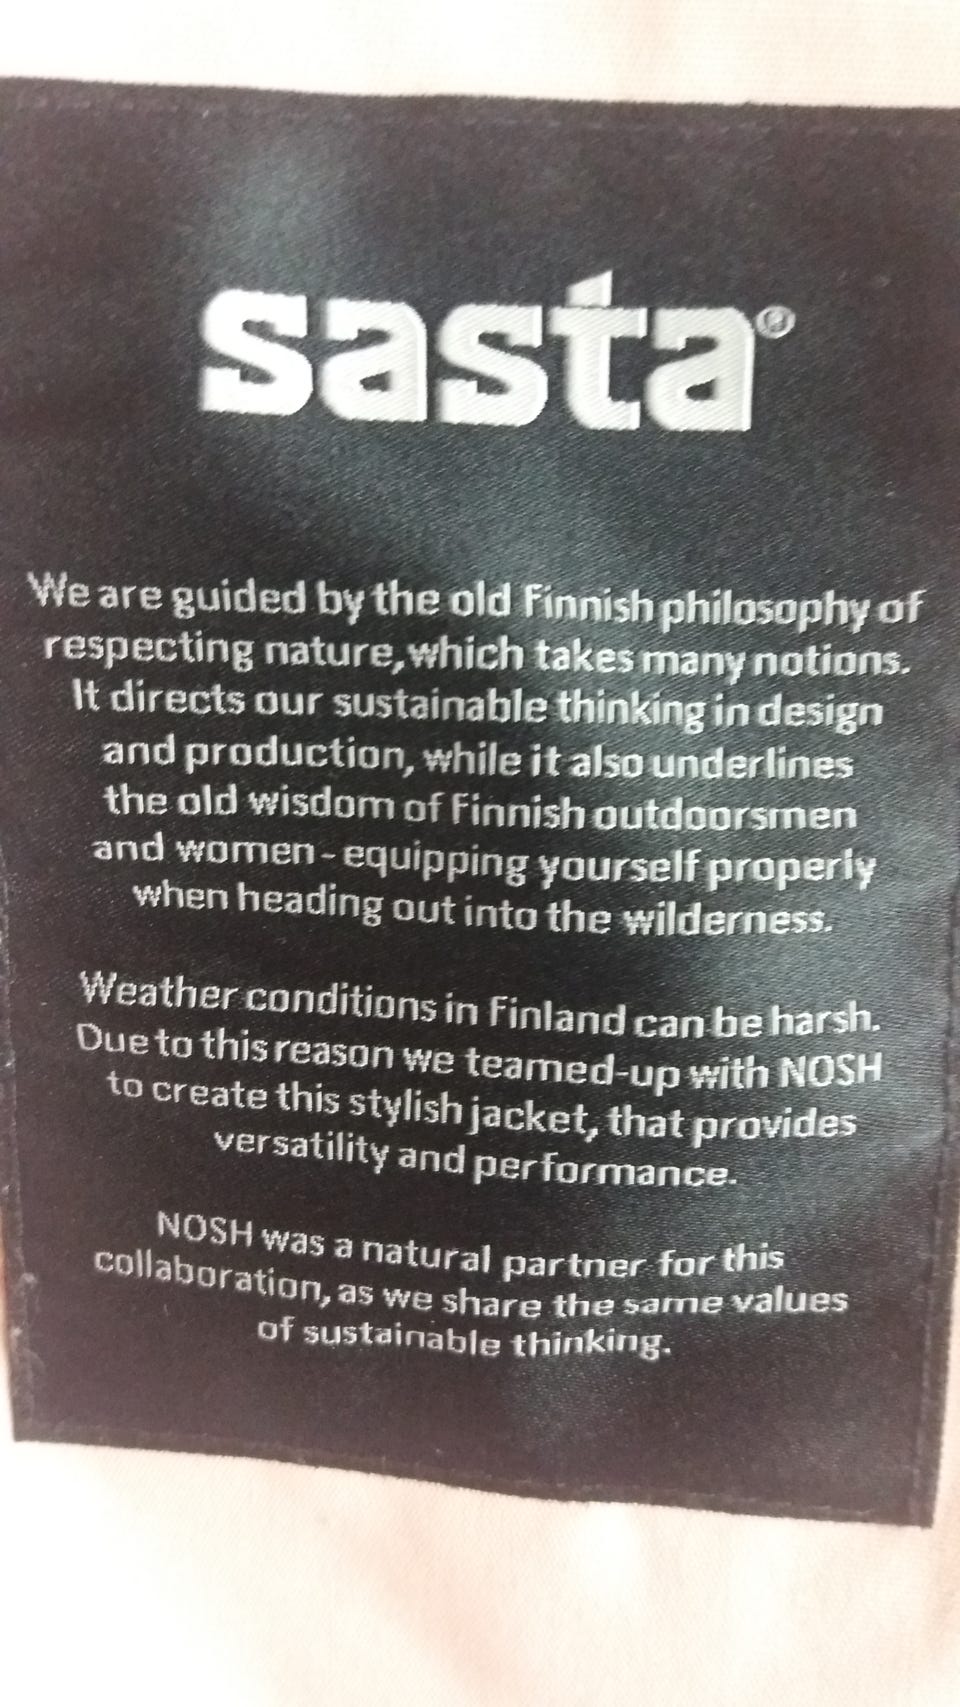 sasta®
We are guided by the old Finnish philosophy of
respecting nature, which takes many notions.
It directs our sustainable thinking in design
and production, while it also underlines
the old wisdom of Finnish outdoorsmen
and women - equipping yourself properly
when heading out into the wilderness.
Weather conditions in Finland can be harsh.
Due to this reason we teamed-up with NOSH
to create this stylish jacket, that provides
versatility and performance.
NOSH was a natural partner for this
collaboration, as we share the same values
of sustainable thinking.